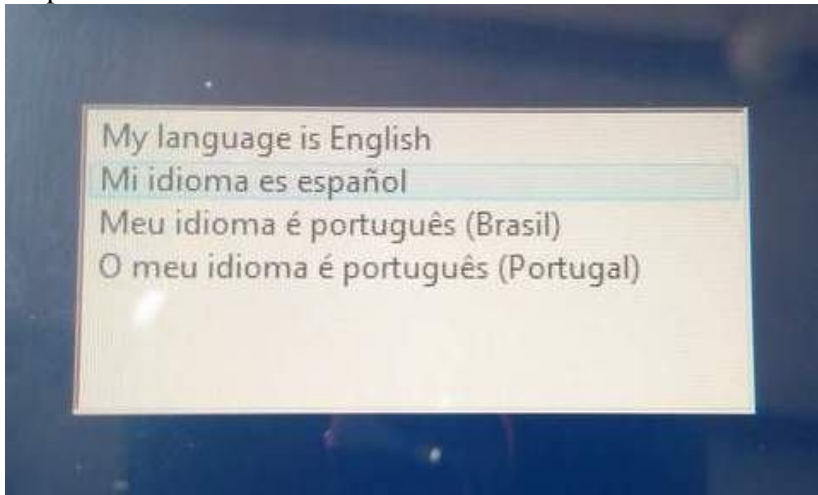 My language is English
Mi idioma es español
Meu idioma é português (Brasil)
O meu idioma é português (Portugal)